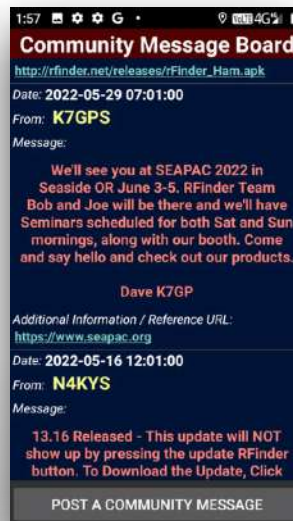 1:57 G • VoLTE 4G
Community Message Board
http://rfinder.net/releases/rFinder_Ham.apk
Date: 2022-05-29 07:01:00
From: K7GPS
Message:
We'll see you at SEAPAC 2022 in
Seaside OR June 3-5. RFinder Team
Bob and Joe will be there and we'll have
Seminars scheduled for both Sat and Sun
mornings, along with our booth. Come
and say hello and check out our products.
Dave K7GP
Additional Information / Reference URL:
https://www.seapac.org
Date: 2022-05-16 12:01:00
From: N4KYS
Message:
13.16 Released - This update will NOT
show up by pressing the update RFinder
button. To Download the Update, Click
POST A COMMUNITY MESSAGE